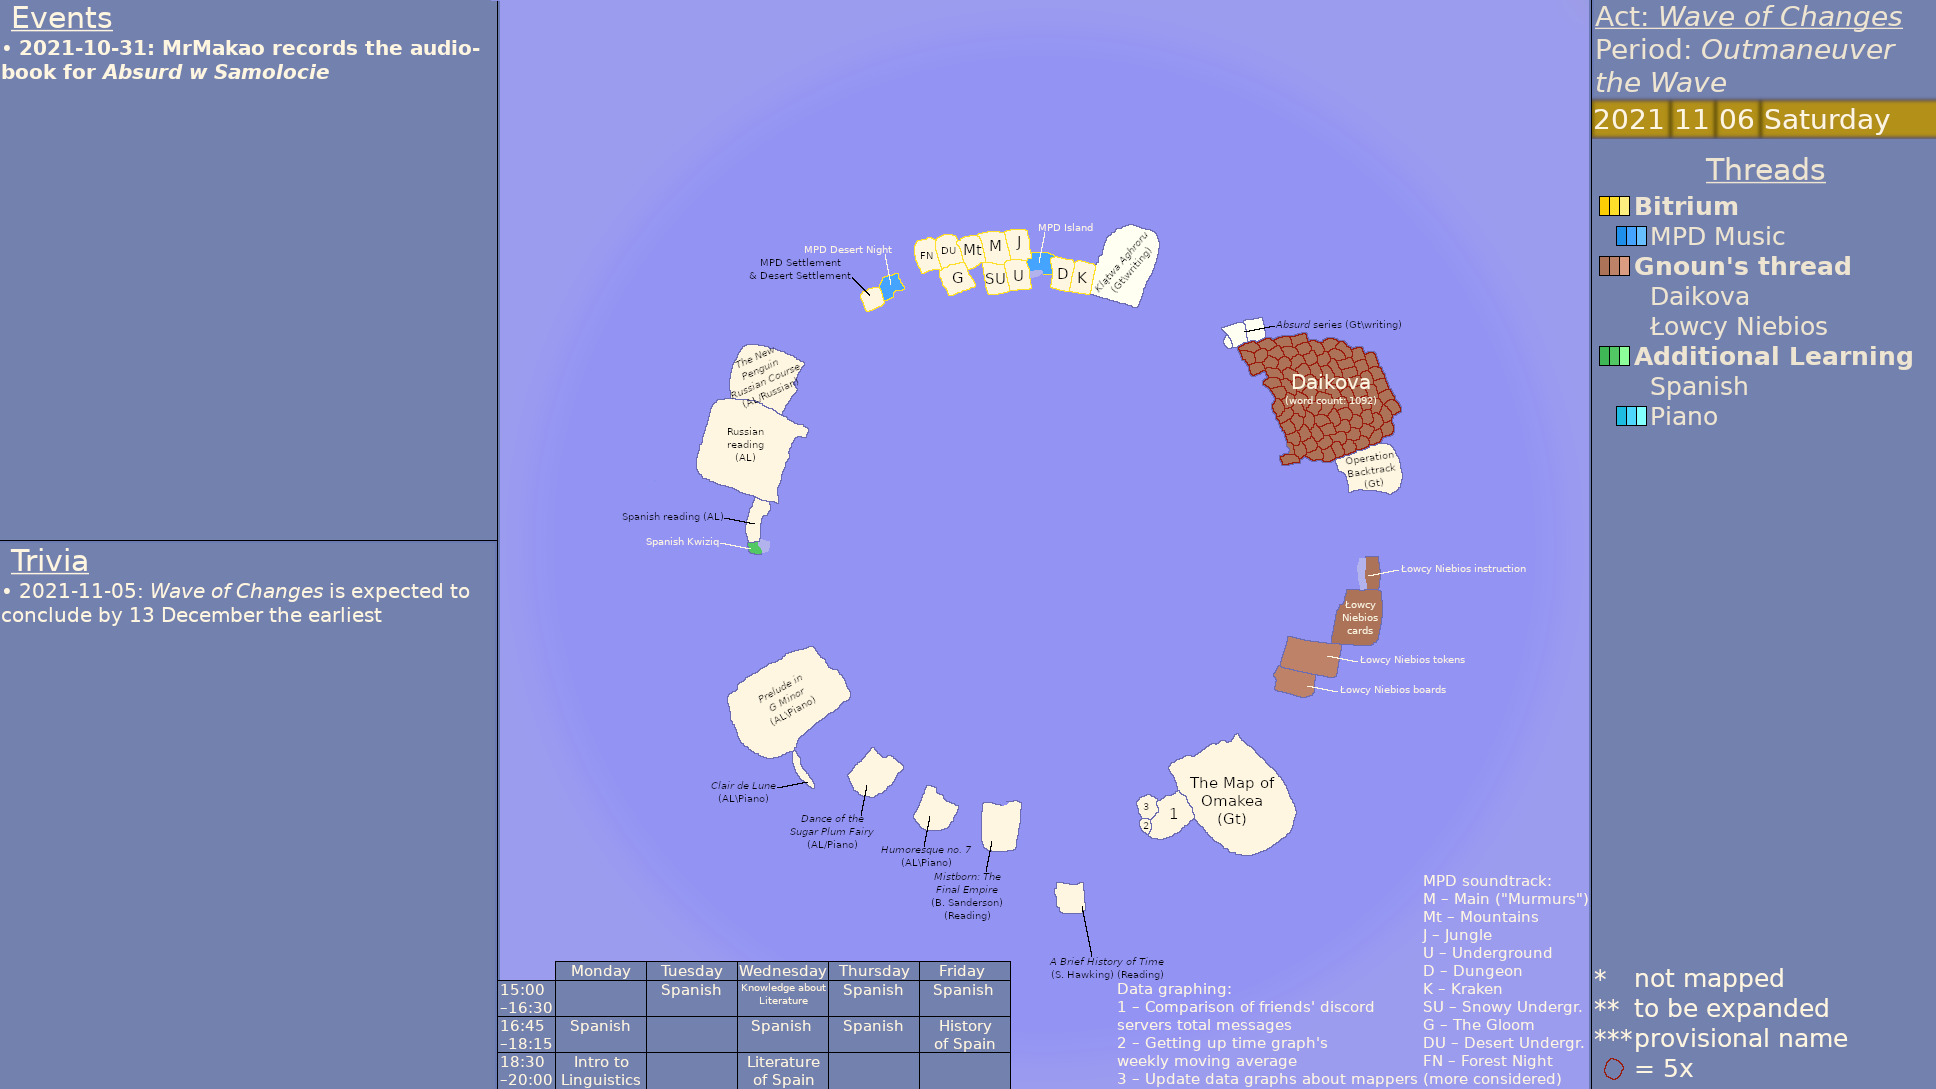 Events
• 2021-10-31: MrMakao records the audio-
book for Absurd w Samolocie
Trivia
• 2021-11-05: Wave of Changes is expected to
conclude by 13 December the earliest
MPD Island
MPD Desert Night
MPD Settlement
& Desert Settlement
FN
DU
Mt
M
J
G
SU
U
D
K
Klątwa Aghroru
(Gt\writing)
Absurd series (Gt\writing)
Daikova
(word count: 1092)
Operation
Backtrack
(Gt)
The New
Penguin
Russian Course
(AL/Russian)
Russian
reading
(AL)
Spanish reading (AL)
Spanish Kwiziq
Łowcy Niebios instruction
Łowcy
Niebios
cards
Łowcy Niebios tokens
Łowcy Niebios boards
Prelude in
G Minor
(AL\Piano)
Clair de Lune
(AL\Piano)
Dance of the
Sugar Plum Fairy
(AL/Piano)
Humoresque no. 7
(AL\Piano)
Mistborn: The
Final Empire
(B. Sanderson)
(Reading)
A Brief History of Time
(S. Hawking) (Reading)
The Map of
Omakea
(Gt)
1
2
3
Monday Tuesday Wednesday Thursday Friday
15:00
–16:30
Spanish
Knowledge about
Literature
Spanish
Spanish
16:45
–18:15
Spanish
Spanish
Spanish
History
of Spain
18:30
–20:00
Intro to
Linguistics
Literature
of Spain
Data graphing:
1 – Comparison of friends' discord
servers total messages
2 – Getting up time graph's
weekly moving average
3 – Update data graphs about mappers
MPD soundtrack:
M – Main ("Murmurs")
Mt – Mountains
J – Jungle
U – Underground
D – Dungeon
K – Kraken
SU – Snowy Undergr.
G – The Gloom
DU – Desert Undergr.
FN – Forest Night
(more considered)
Act: Wave of Changes
Period: Outmaneuver
the Wave
2021 11 06 Saturday
Threads
Bitrium
MPD Music
Gnoun's thread
Daikova
Łowcy Niebios
Additional Learning
Spanish
Piano
* not mapped
** to be expanded
*** provisional name
= 5x